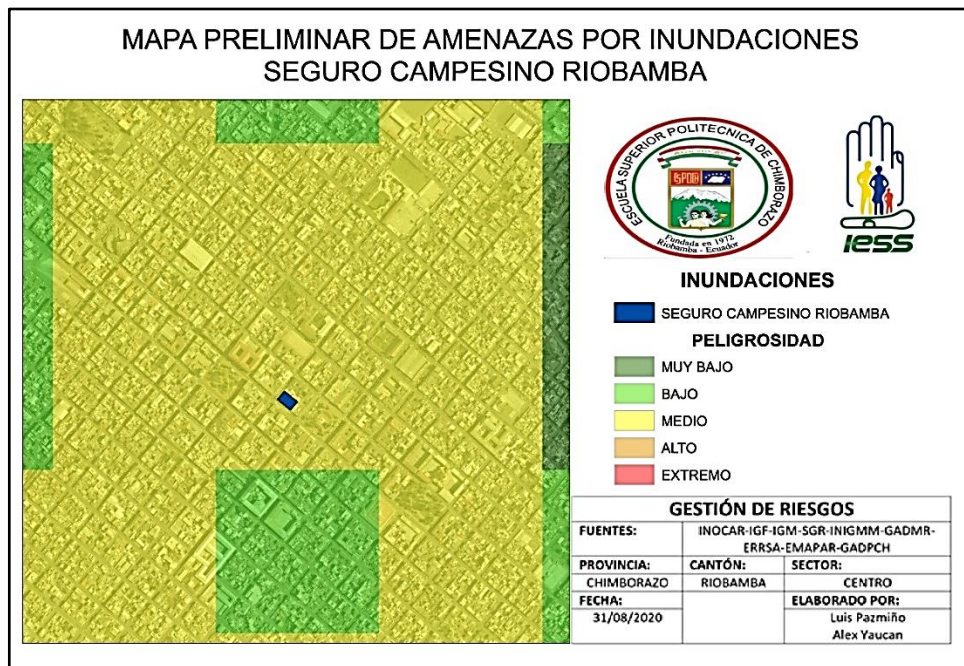 MAPA PRELIMINAR DE AMENAZAS POR INUNDACIONES
SEGURO CAMPESINO RIOBAMBA
ESCUELA SUPERIOR POLITECNICA DE CHIMBORAZO
ESPOCH
Fundada en 1972
Riobamba - Ecuador
IESS
INUNDACIONES
SEGURO CAMPESINO RIOBAMBA
PELIGROSIDAD
MUY BAJO
BAJO
MEDIO
ALTO
EXTREMO
GESTIÓN DE RIESGOS
FUENTES: INOCAR-IGF-IGM-SGR-INIGMM-GADMR-
ERRSA-EMAPAR-GADPCH
PROVINCIA: CANTÓN: SECTOR:
CHIMBORAZO RIOBAMBA CENTRO
FECHA: ELABORADO POR:
31/08/2020 Luis Pazmiño
Alex Yaucan